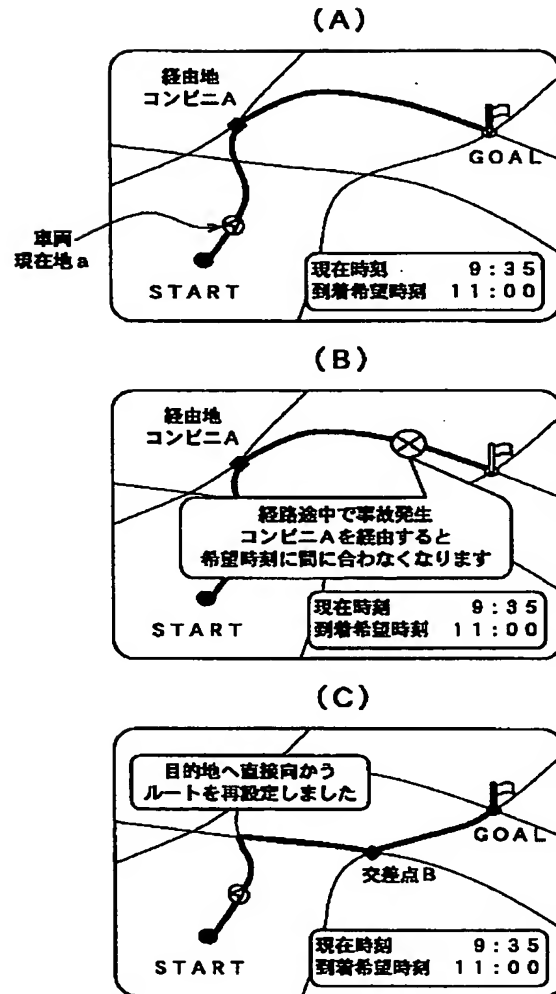 (A)
経由地
コンビニA
GOAL
車両
現在地a
START
現在時刻 9:35
到着希望時刻 11:00
(B)
経由地
コンビニA
経路途中で事故発生
コンビニAを経由すると
希望時刻に間に合わなくなります
START
現在時刻 9:35
到着希望時刻 11:00
(C)
目的地へ直接向かう
ルートを再設定しました
GOAL
交差点B
START
現在時刻 9:35
到着希望時刻 11:00